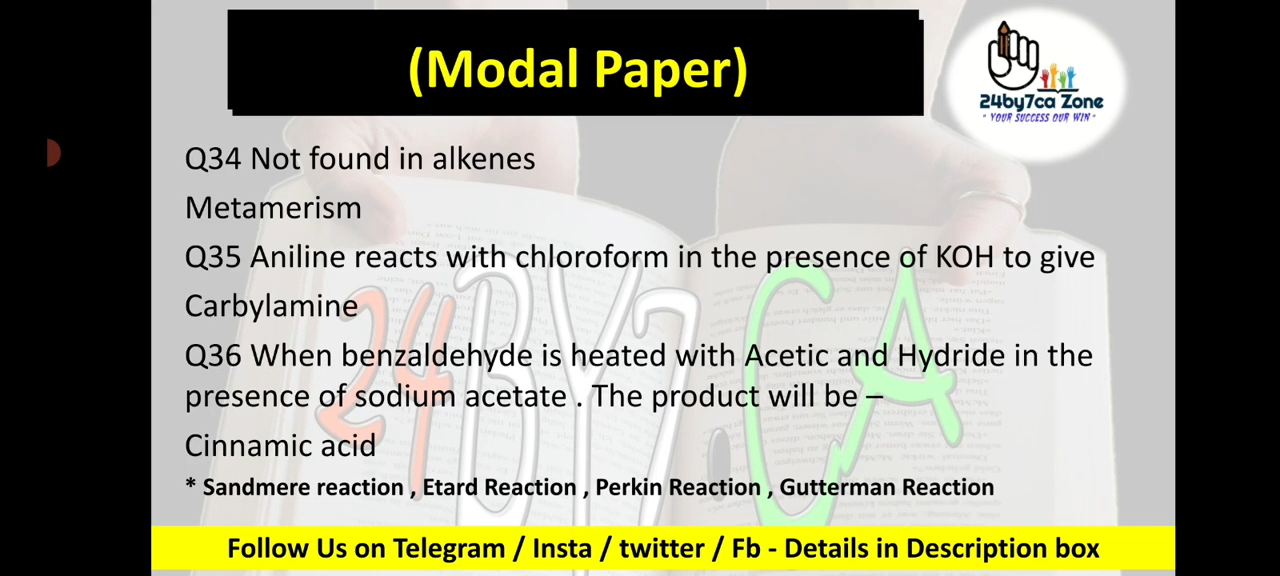 (Modal Paper)
24by7ca Zone
" YOUR SUCCESS OUR WIN "
Q34 Not found in alkenes
Metamerism
Q35 Aniline reacts with chloroform in the presence of KOH to give
Carbylamine
Q36 When benzaldehyde is heated with Acetic and Hydride in the
presence of sodium acetate . The product will be –
Cinnamic acid
* Sandmere reaction , Etard Reaction , Perkin Reaction , Gutterman Reaction
24BY7.CA
Follow Us on Telegram / Insta / twitter / Fb - Details in Description box